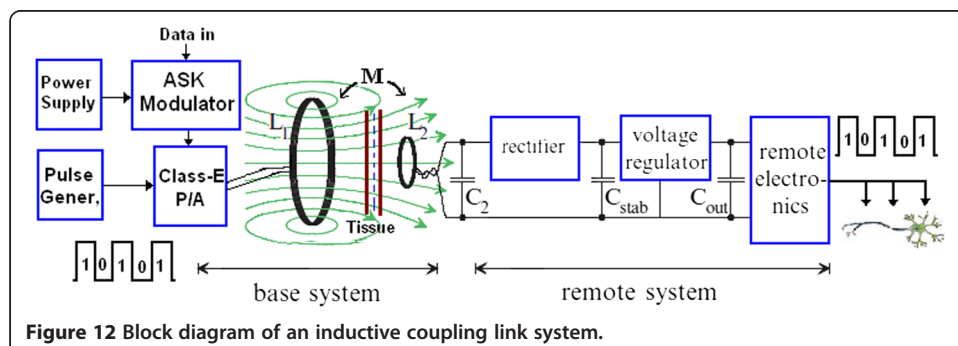 Data in
Power
Supply
ASK
Modulator
M
L1
L2
Pulse
Gener,
Class-E
P/A
Tissue
rectifier
voltage
regulator
remote
electro-
nics
C2
Cstab
Cout
1 0 1 0 1
1 0 1 0 1
base system
remote system
Figure 12 Block diagram of an inductive coupling link system.